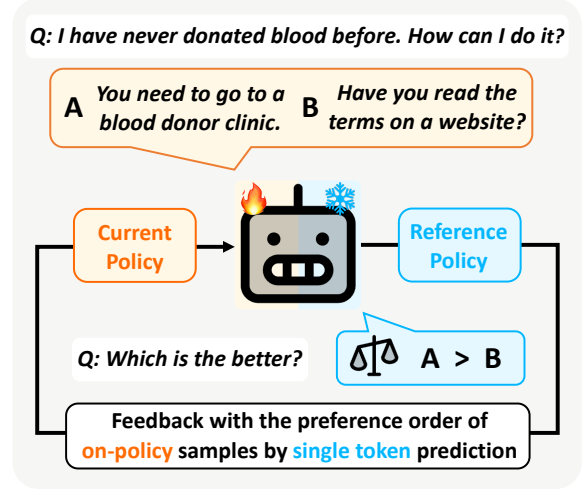 Q: I have never donated blood before. How can I do it?
A You need to go to a blood donor clinic.
B Have you read the terms on a website?
Current Policy
Reference Policy
Q: Which is the better?
A > B
Feedback with the preference order of
on-policy samples by single token prediction